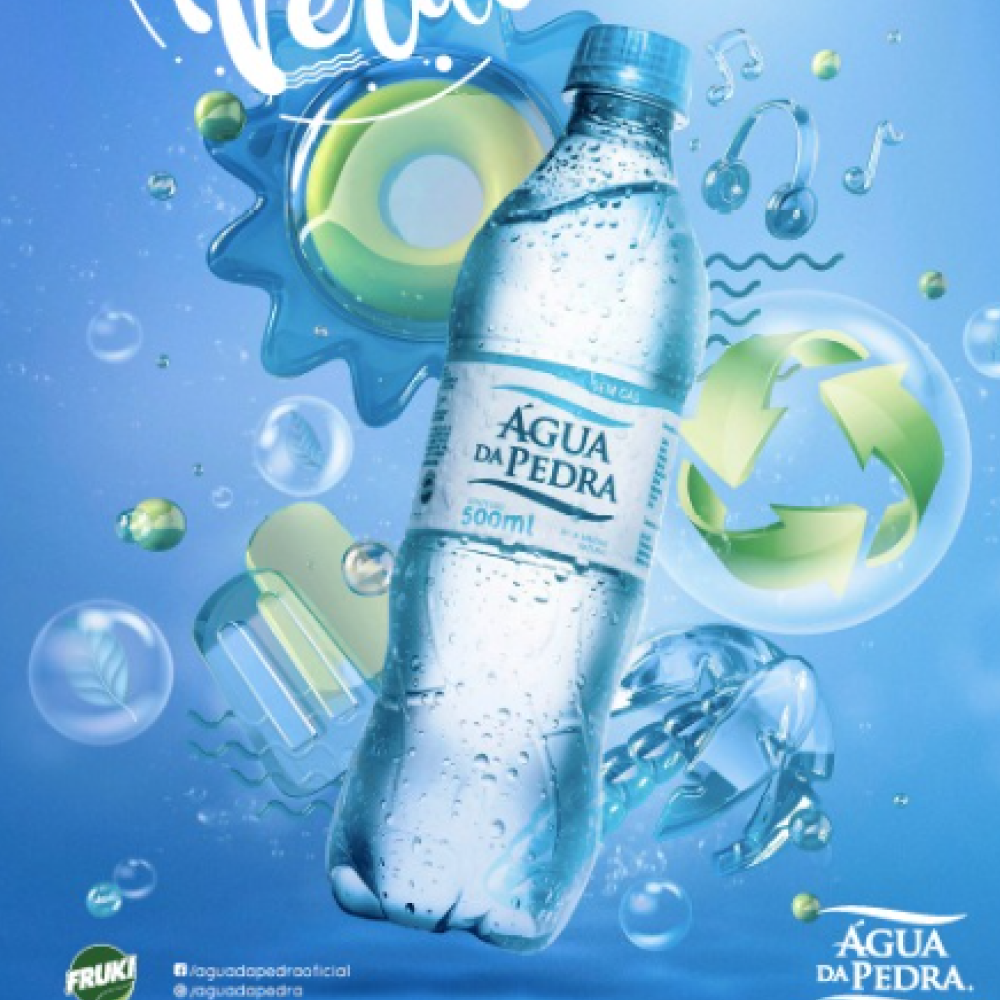 SEM GÁS
ÁGUA
DA PEDRA
500ml
FRUKI
/aguadapedraoficial
@/aguadapedra
ÁGUA
DA PEDRA.